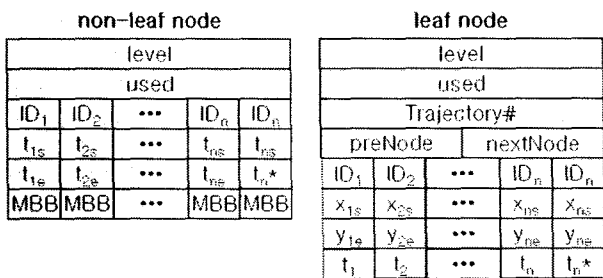 non-leaf node
level
used
ID₁ ID₂ ••• IDₙ IDₙ
t₁ₛ t₂ₛ ••• tₙₛ tₙₛ
t₁ₑ t₂ₑ ••• tₙₑ tₙ*
MBB MBB ••• MBB MBB
leaf node
level
used
Trajectory#
preNode nextNode
ID₁ ID₂ ••• IDₙ IDₙ
x₁ₛ x₂ₛ ••• xₙₛ xₙₛ
y₁ₑ y₂ₑ ••• yₙₑ yₙₑ
t₁ t₂ ••• tₙ tₙ*